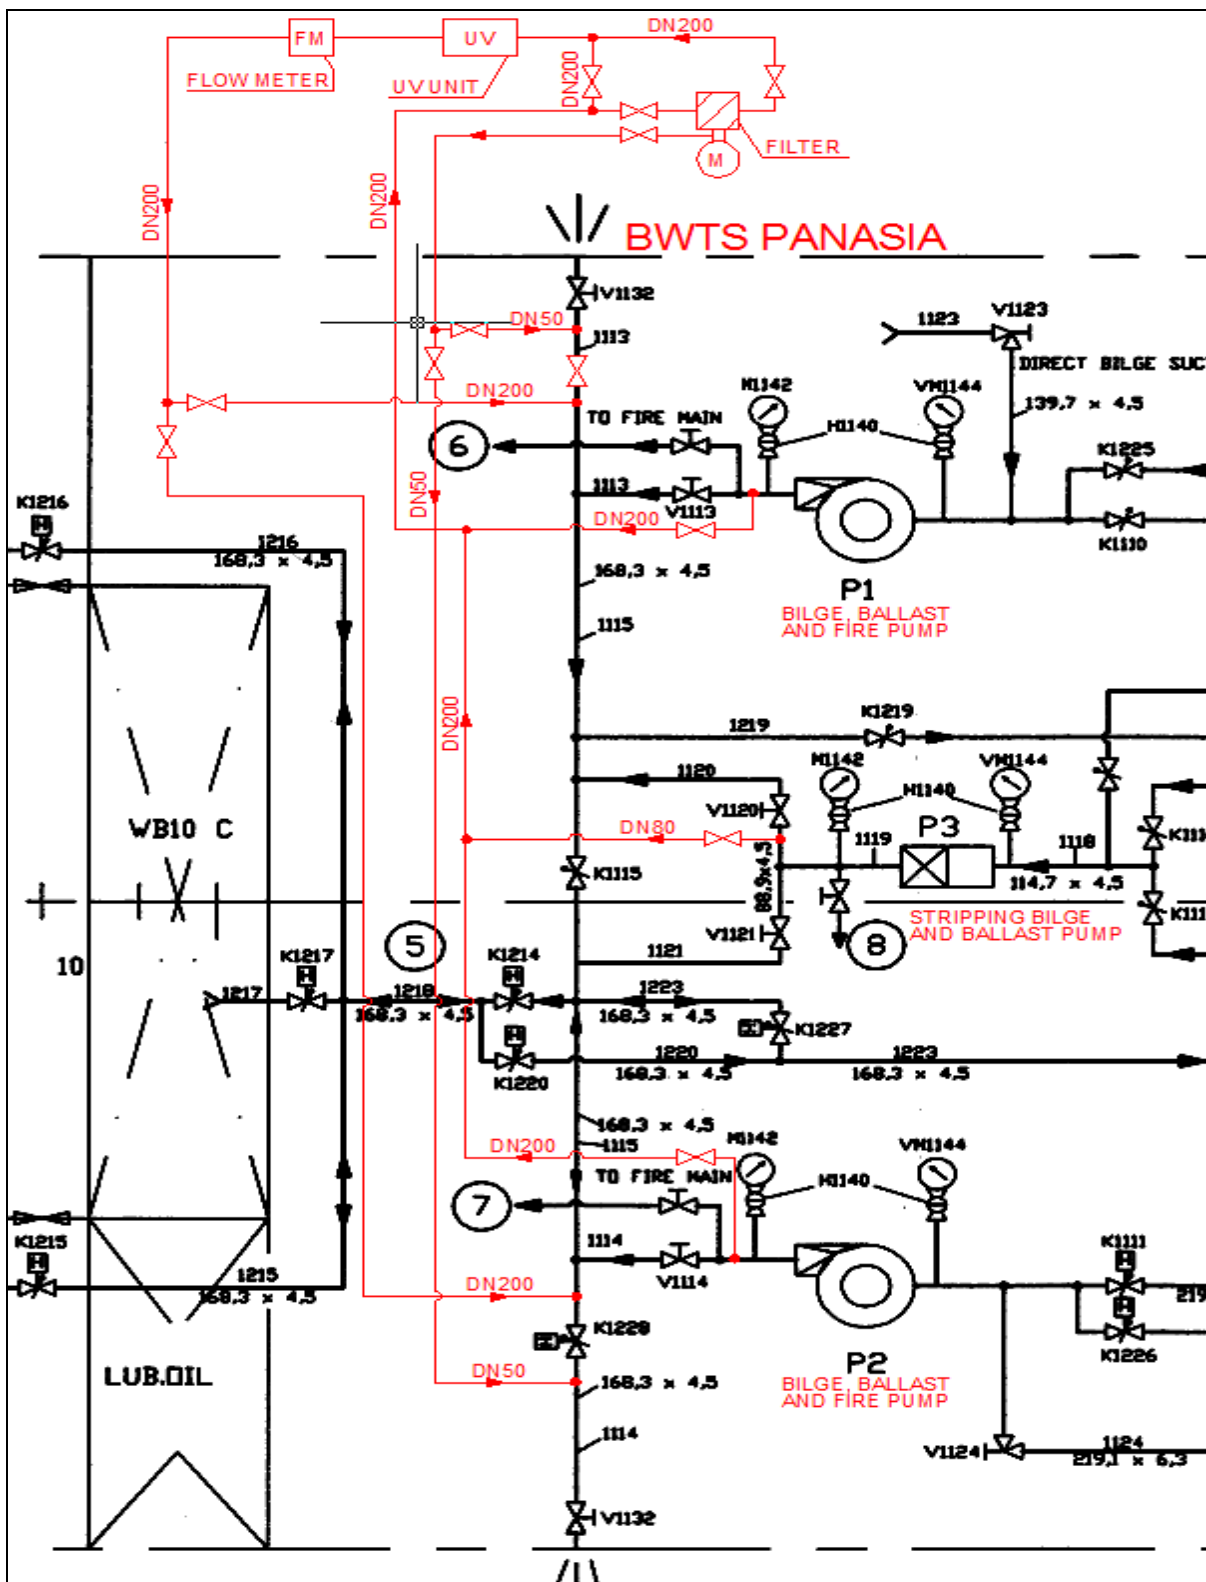 DN200
FM
UV
FLOW METER
UV UNIT
DN200
FILTER
M
DN200
DN200
BWTS PANASIA
V1132
DN50
1113
1123
V1123
DIRECT BILGE SUC
DN200
M1142
VM1144
139,7 x 4,5
TO FIRE MAIN
H1140
6
K1225
DN50
K1216
1113
V1113
DN200
K1110
1216
168,3 x 4,5
168,3 x 4,5
P1
BILGE, BALLAST
AND FIRE PUMP
1115
DN200
1219
K1219
M1142
VM1144
1120
V1120
H1140
WB10 C
DN80
P3
1119
1118
K1115
88,9x4,5
114,7 x 4,5
STRIPPING BILGE
AND BALLAST PUMP
V1121
8
5
10
K1217
K1214
1121
1217
1218
168,3 x 4,5
1223
168,3 x 4,5
K1227
K1220
1220
168,3 x 4,5
1223
168,3 x 4,5
168,3 x 4,5
1115
DN200
M1142
VM1144
TO FIRE MAIN
H1140
7
K1215
1114
V1114
K1111
1215
168,3 x 4,5
DN200
219
K1228
K1226
LUB.OIL
DN50
168,3 x 4,5
P2
BILGE, BALLAST
AND FIRE PUMP
1114
V1124
1124
219,1 x 6,3
V1132